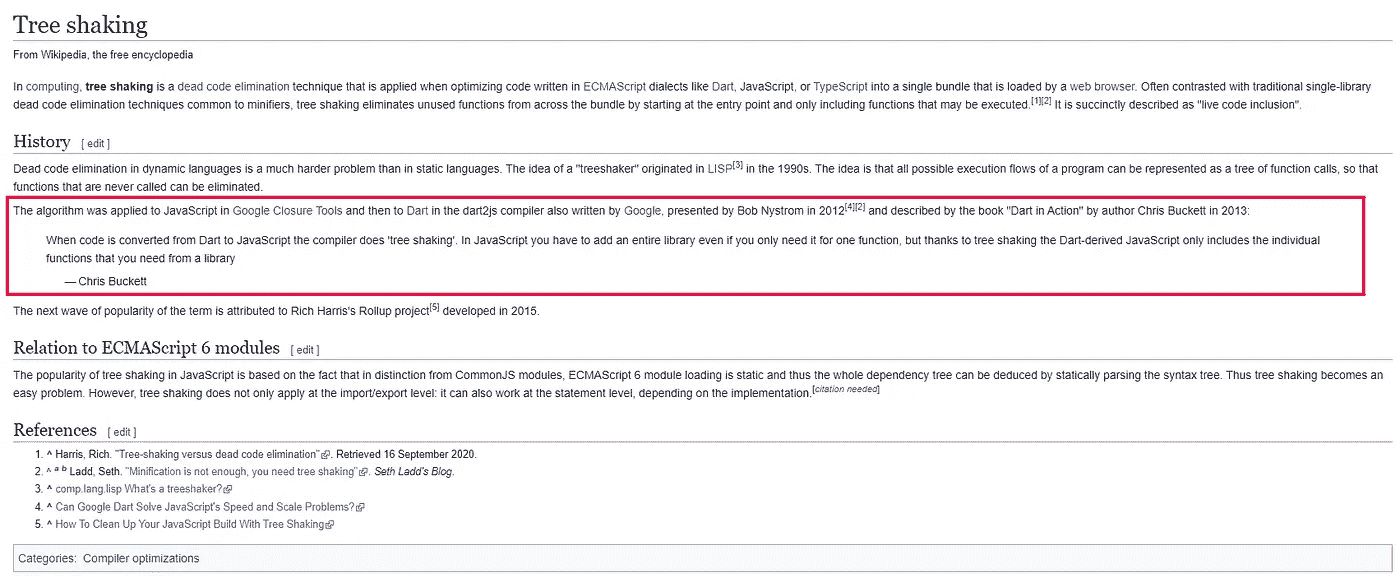 Tree shaking
From Wikipedia, the free encyclopedia
In computing, tree shaking is a dead code elimination technique that is applied when optimizing code written in ECMAScript dialects like Dart, JavaScript, or TypeScript into a single bundle that is loaded by a web browser. Often contrasted with traditional single-library
dead code elimination techniques common to minifiers, tree shaking eliminates unused functions from across the bundle by starting at the entry point and only including functions that may be executed.[1][2] It is succinctly described as "live code inclusion".
History [ edit ]
Dead code elimination in dynamic languages is a much harder problem than in static languages. The idea of a "treeshaker" originated in LISP[3] in the 1990s. The idea is that all possible execution flows of a program can be represented as a tree of function calls, so that
functions that are never called can be eliminated.
The algorithm was applied to JavaScript in Google Closure Tools and then to Dart in the dart2js compiler also written by Google, presented by Bob Nystrom in 2012[4][2] and described by the book "Dart in Action" by author Chris Buckett in 2013:
When code is converted from Dart to JavaScript the compiler does 'tree shaking'. In JavaScript you have to add an entire library even if you only need it for one function, but thanks to tree shaking the Dart-derived JavaScript only includes the individual
functions that you need from a library
— Chris Buckett
The next wave of popularity of the term is attributed to Rich Harris's Rollup project[5] developed in 2015.
Relation to ECMAScript 6 modules [ edit ]
The popularity of tree shaking in JavaScript is based on the fact that in distinction from CommonJS modules, ECMAScript 6 module loading is static and thus the whole dependency tree can be deduced by statically parsing the syntax tree. Thus tree shaking becomes an
easy problem. However, tree shaking does not only apply at the import/export level: it can also work at the statement level, depending on the implementation.[citation needed]
References [ edit ]
1. ^ Harris, Rich. "Tree-shaking versus dead code elimination". Retrieved 16 September 2020.
2. ^ a b Ladd, Seth. "Minification is not enough, you need tree shaking". Seth Ladd's Blog.
3. ^ comp.lang.lisp What's a treeshaker?
4. ^ Can Google Dart Solve JavaScript's Speed and Scale Problems?
5. ^ How To Clean Up Your JavaScript Build With Tree Shaking
Categories: Compiler optimizations